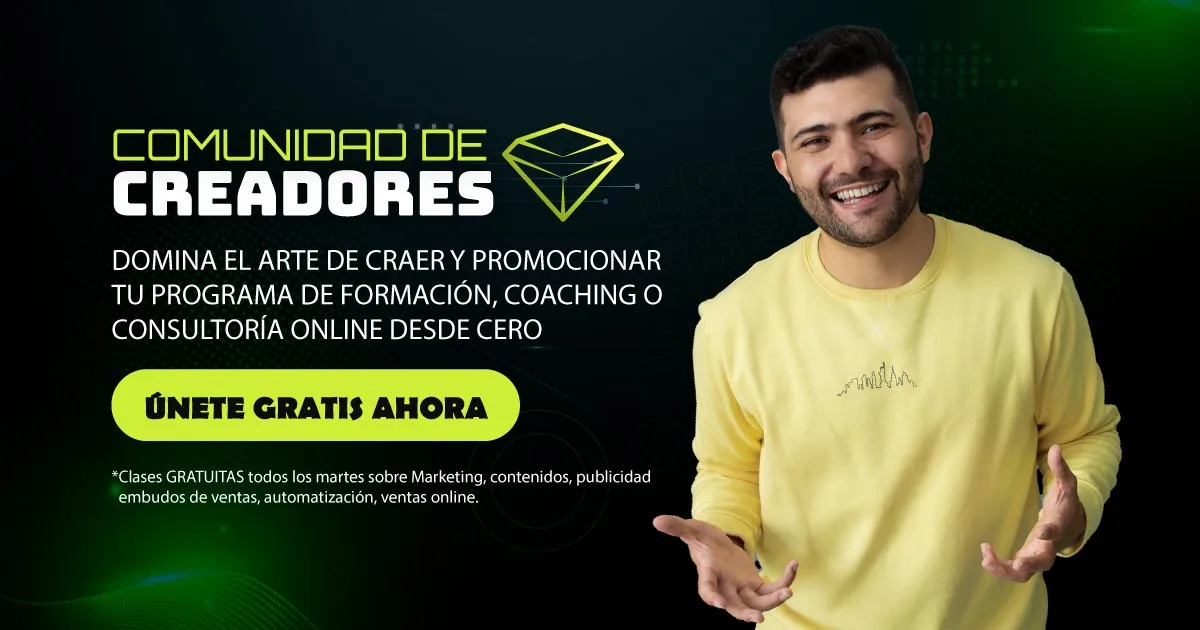 COMUNIDAD DE
CREADORES
DOMINA EL ARTE DE CRAER Y PROMOCIONAR
TU PROGRAMA DE FORMACIÓN, COACHING O
CONSULTORÍA ONLINE DESDE CERO
ÚNETE GRATIS AHORA
*Clases GRATUITAS todos los martes sobre Marketing, contenidos, publicidad
embudos de ventas, automatización, ventas online.